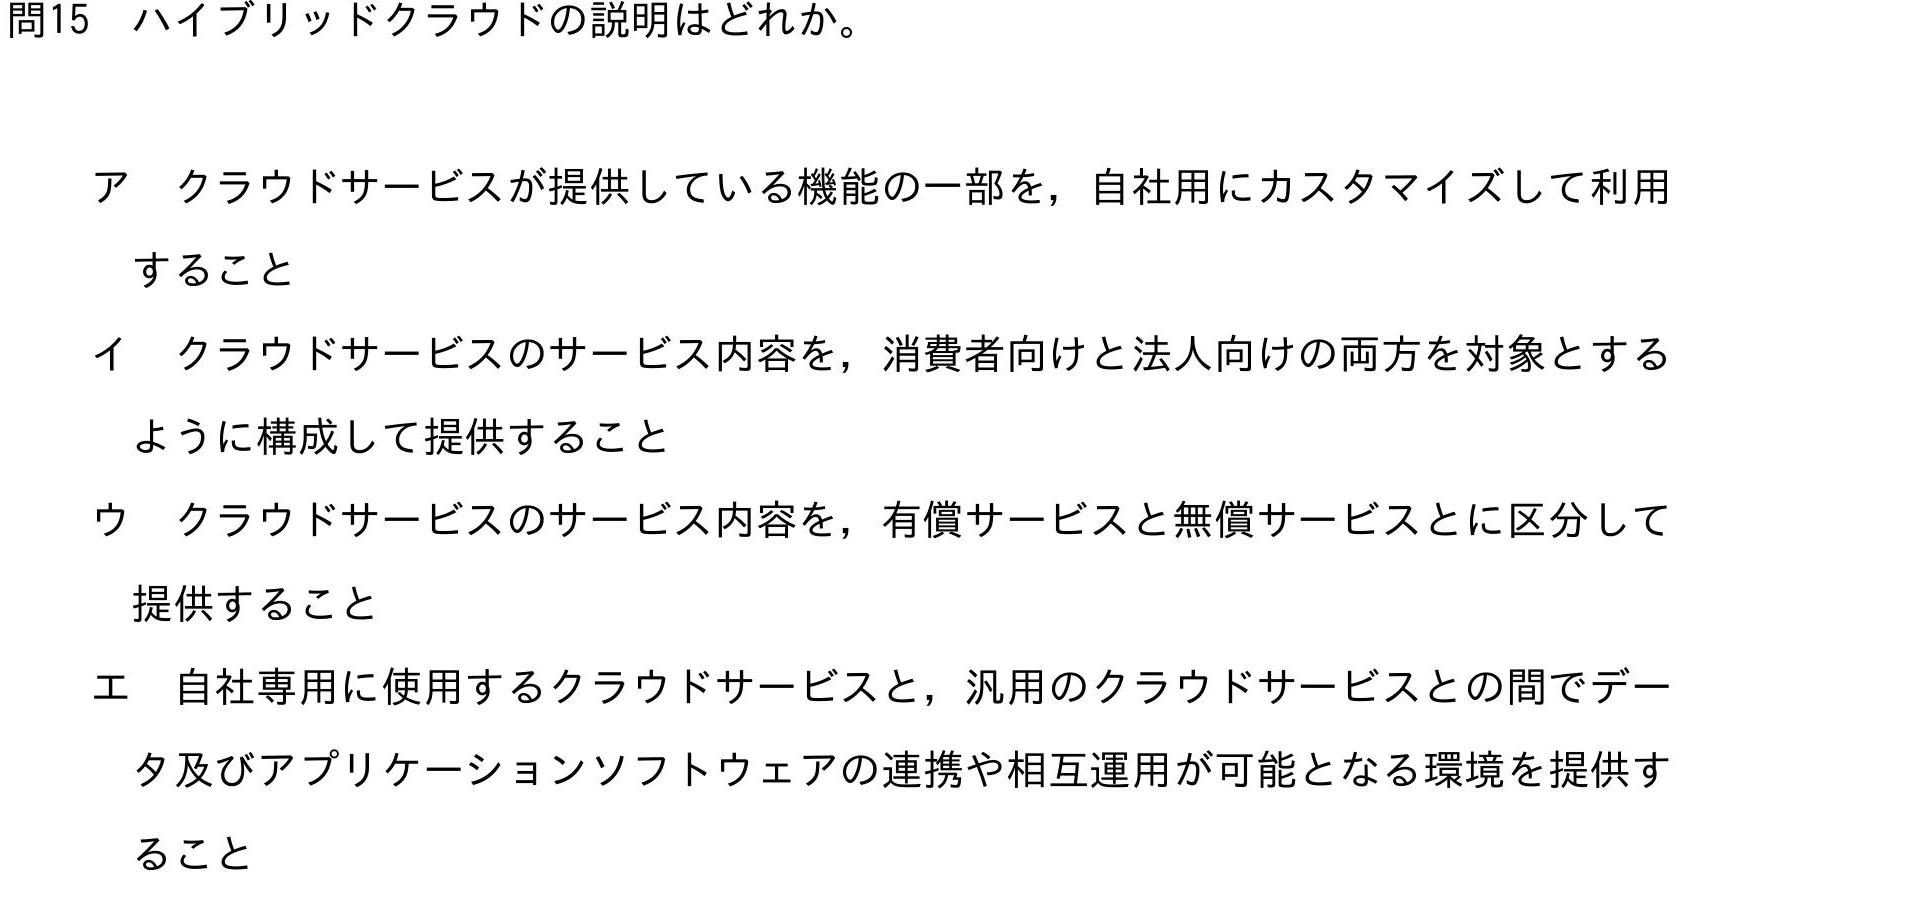 問15　ハイブリッドクラウドの説明はどれか。
ア　クラウドサービスが提供している機能の一部を，自社用にカスタマイズして利用
すること
イ　クラウドサービスのサービス内容を，消費者向けと法人向けの両方を対象とする
ように構成して提供すること
ウ　クラウドサービスのサービス内容を，有償サービスと無償サービスとに区分して
提供すること
エ　自社専用に使用するクラウドサービスと，汎用のクラウドサービスとの間でデー
タ及びアプリケーションソフトウェアの連携や相互運用が可能となる環境を提供す
ること